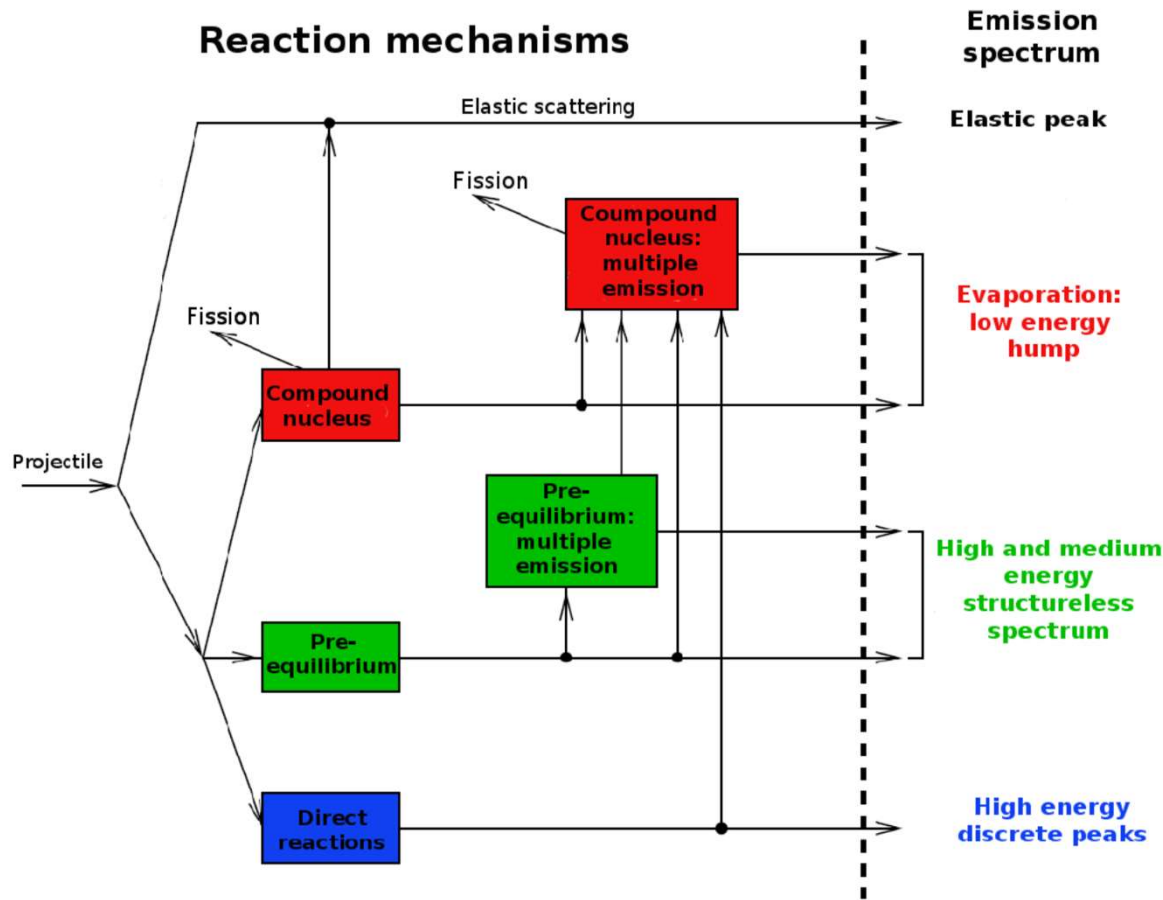 Reaction mechanisms
Emission
spectrum
Elastic scattering
Elastic peak
Fission
Coumpound
nucleus:
multiple
emission
Evaporation:
low energy
hump
Fission
Compound
nucleus
Projectile
Pre-
equilibrium:
multiple
emission
High and medium
energy
structureless
spectrum
Pre-
equilibrium
Direct
reactions
High energy
discrete peaks